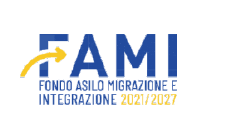 FAMI
FONDO ASILO MIGRAZIONE E
INTEGRAZIONE 2021/2027